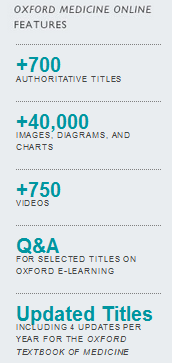 OXFORD MEDICINE ONLINE
FEATURES
+700
AUTHORITATIVE TITLES
+40,000
IMAGES, DIAGRAMS, AND
CHARTS
+750
VIDEOS
Q&A
FOR SELECTED TITLES ON
OXFORD E-LEARNING
Updated Titles
INCLUDING 4 UPDATES PER
YEAR FOR THE OXFORD
TEXTBOOK OF MEDICINE